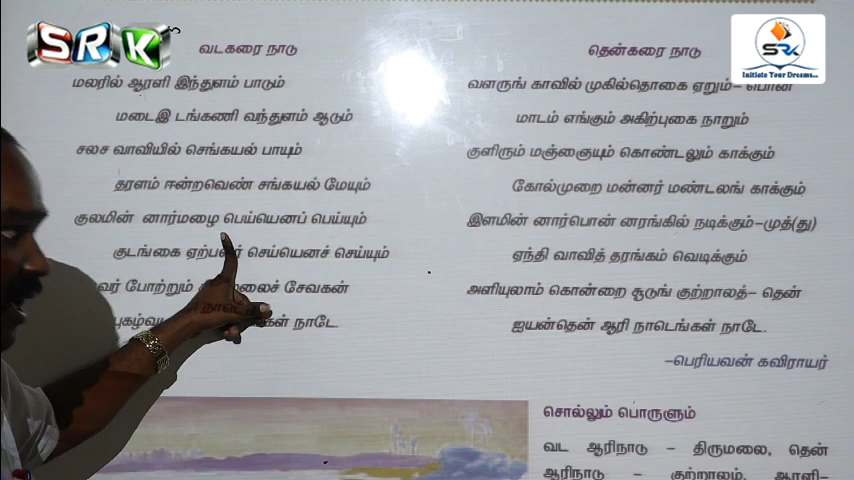 SRK
SRK
Initiate Your Dreams...
வடகரை நாடு
மலரில் ஆரளி இந்துளம் பாடும்
மடைஇ டங்கணி வந்துளம் ஆடும்
சலச வாவியில் செங்கயல் பாயும்
தரளம் ஈன்றவெண் சங்கயல் மேயும்
குலமின் னார்மழை பெய்யெனப் பெய்யும்
குடங்கை செய்யெனச் செய்யும்
போற்றும் சேவகன்
நாடே.
தென்கரை நாடு
வளருங் காவில் முகில்தொகை ஏறும்– பொன்
மாடம் எங்கும் அகிற்புகை நாறும்
குளிரும் மஞ்ஞையும் கொண்டலும் காக்கும்
கோல்முறை மன்னர் மண்டலங் காக்கும்
இளமின் னார்பொன் னரங்கில் நடிக்கும்–முத்(து)
ஏந்தி வாவித் தரங்கம் வெடிக்கும்
அளியுலாம் கொன்றை சூடுங் குற்றாலத்– தென்
ஐயன்தென் ஆரி நாடெங்கள் நாடே.
–பெரியவன் கவிராயர்
சொல்லும் பொருளும்
வட ஆரிநாடு – திருமலை, தென்
ஆரிநாடு – குற்றாலம், ஆரளி–